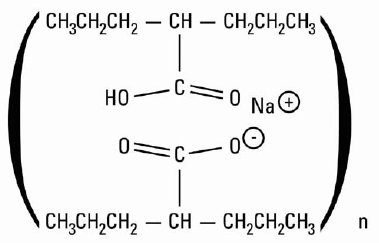 CH₃CH₂CH₂ — CH — CH₂CH₂CH₃
HO C O Na +
O C O -
CH₃CH₂CH₂ — CH — CH₂CH₂CH₃
n